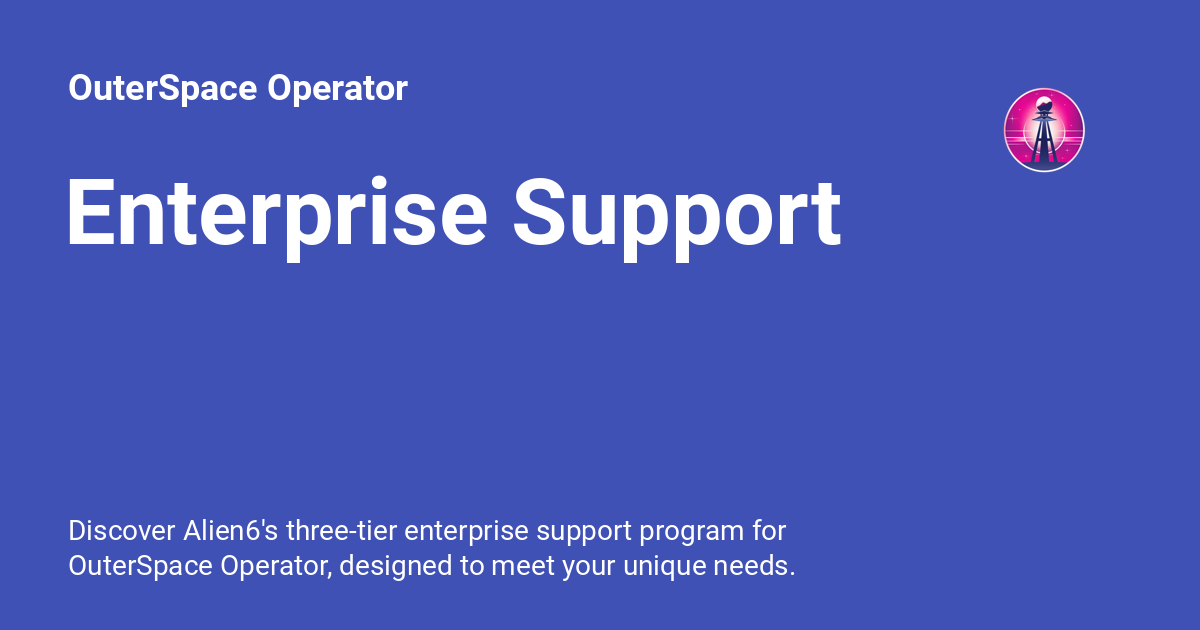 OuterSpace Operator
Enterprise Support
Discover Alien6's three-tier enterprise support program for
OuterSpace Operator, designed to meet your unique needs.